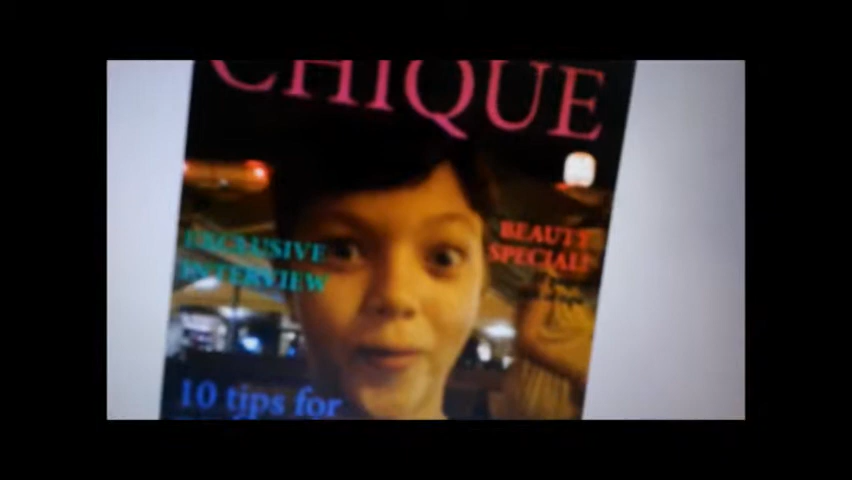 CHIQUE
EXCLUSIVE
INTERVIEW
BEAUTY
SPECIAL!
10 tips for